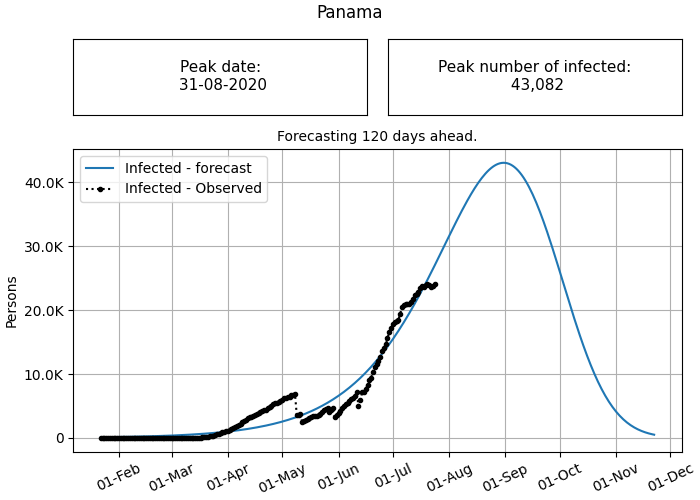 Panama
Peak date:
31-08-2020
Peak number of infected:
43,082
Forecasting 120 days ahead.
Infected - forecast
Infected - Observed
40.0K
30.0K
20.0K
10.0K
0
Persons
01-Feb
01-Mar
01-Apr
01-May
01-Jun
01-Jul
01-Aug
01-Sep
01-Oct
01-Nov
01-Dec